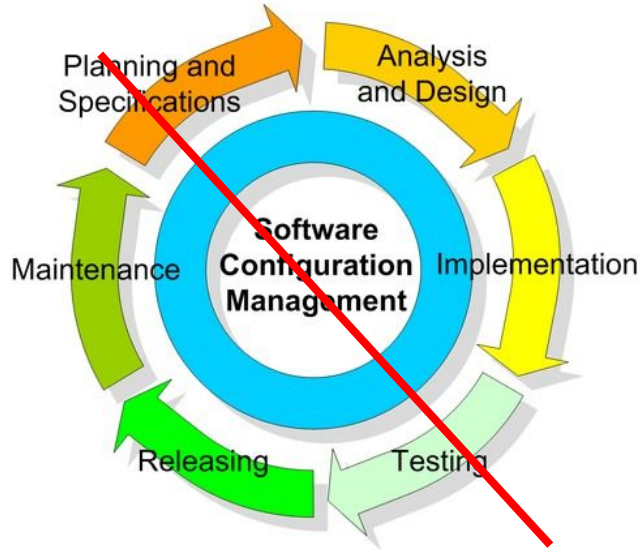 Planning and
Specifications
Analysis
and Design
Software
Configuration
Management
Maintenance
Implementation
Releasing
Testing